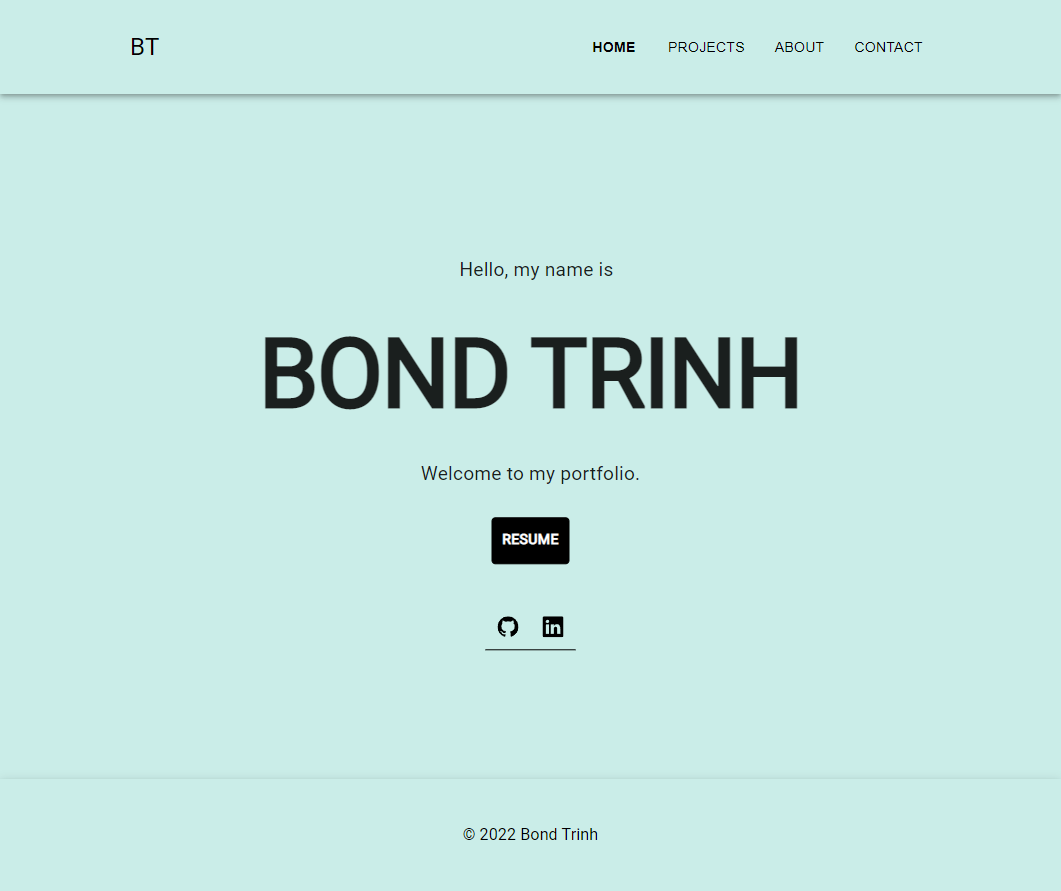 BT
HOME PROJECTS ABOUT CONTACT
Hello, my name is
BOND TRINH
Welcome to my portfolio.
RESUME
in
© 2022 Bond Trinh